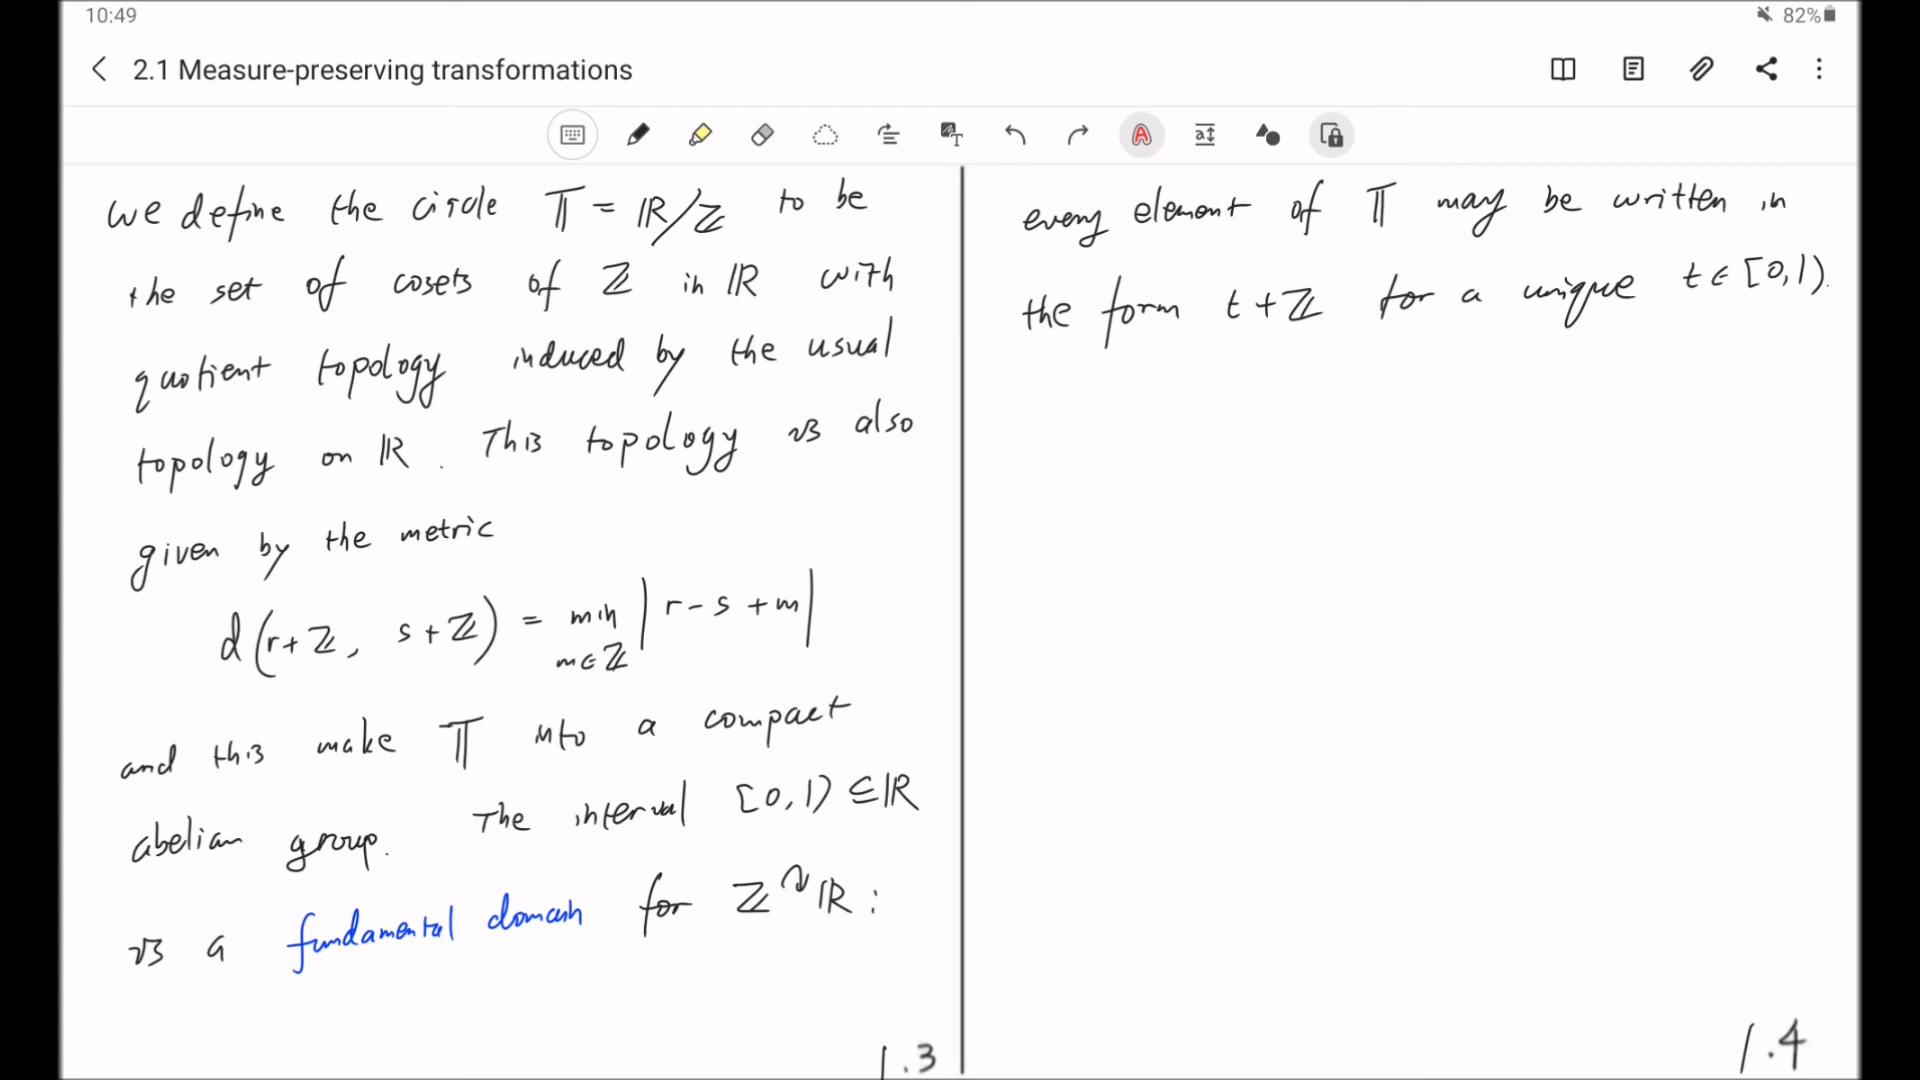 10:49
82%
2.1 Measure-preserving transformations
we define the circle 𝕋 = ℝ/ℤ to be
the set of cosets of ℤ in ℝ with
quotient topology induced by the usual
topology on ℝ. This topology is also
given by the metric
d(r+ℤ, s+ℤ) = min |r-s+m|
m∈ℤ
and this make 𝕋 into a compact
abelian group. The interval [0,1) ⊆ ℝ
is a fundamental domain for ℤ ↷ ℝ:
1.3
every element of 𝕋 may be written in
the form t+ℤ for a unique t∈[0,1).
1.4